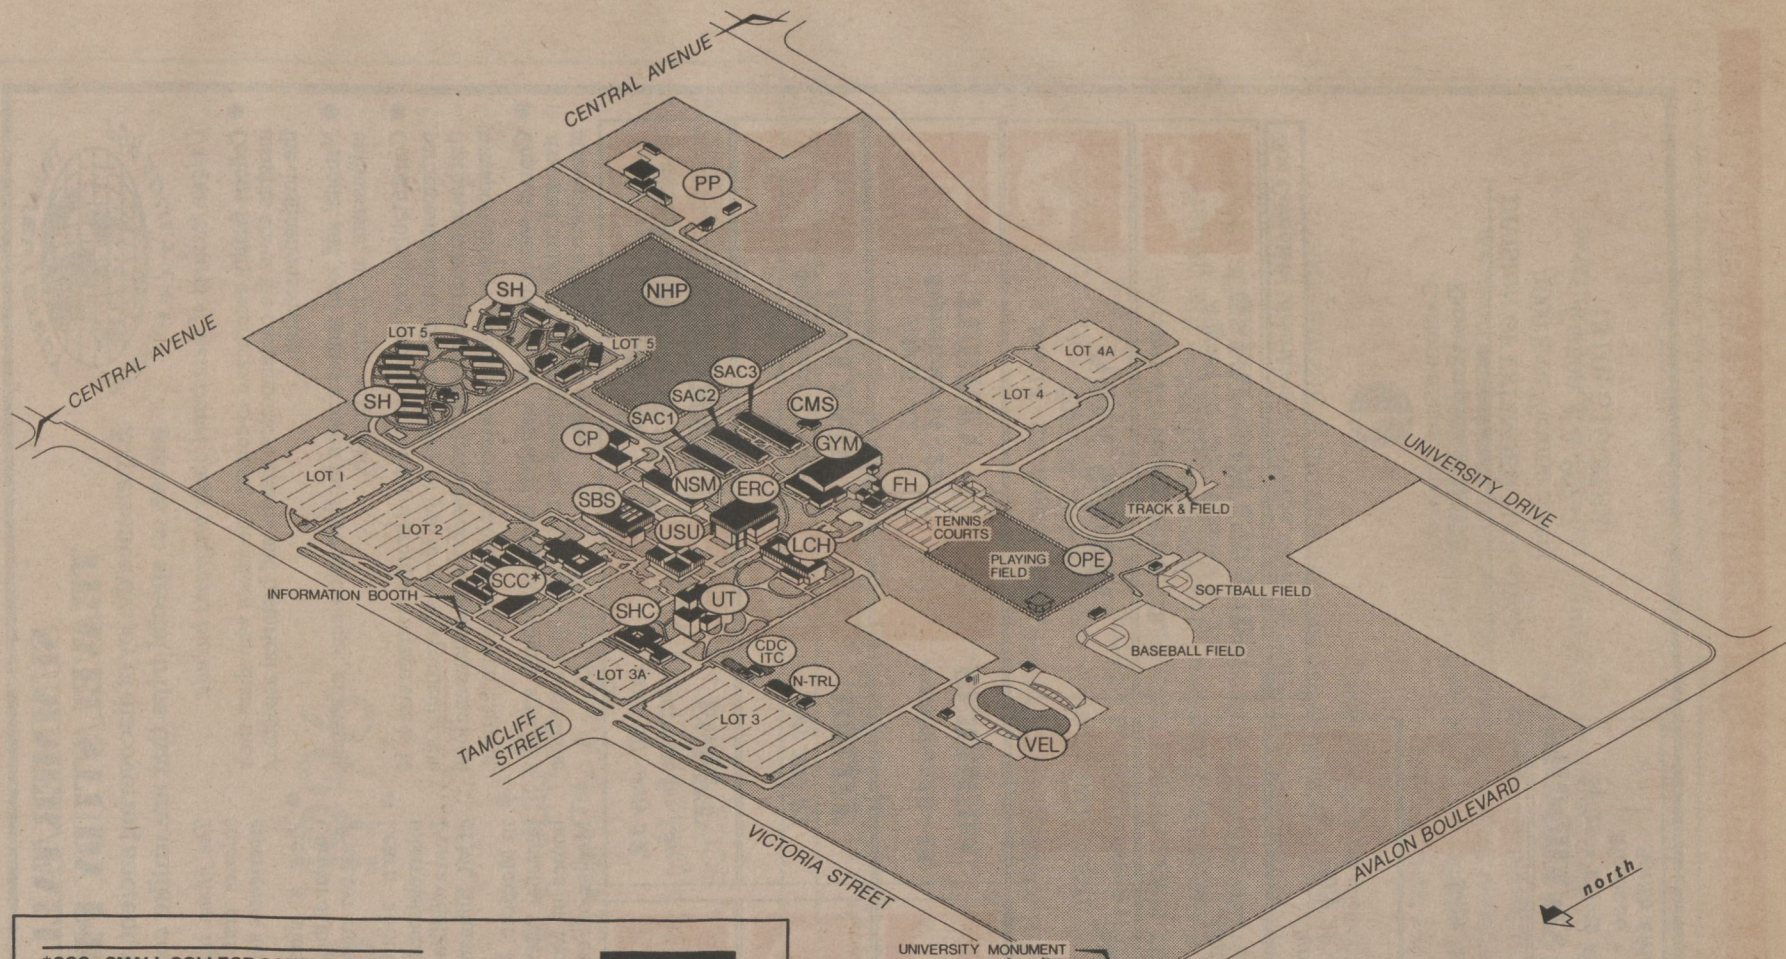 CENTRAL AVENUE
PP
SH
NHP
LOT 5
CENTRAL AVENUE
LOT 5
LOT 4A
SAC3
LOT 4
SAC2
SH
CMS
SAC1
CP
GYM
UNIVERSITY DRIVE
LOT 1
NSM
ERC
FH
SBS
TRACK & FIELD
LOT 2
TENNIS
COURTS
USU
LCH
PLAYING
FIELD
OPE
SCC*
SOFTBALL FIELD
INFORMATION BOOTH
UT
SHC
BASEBALL FIELD
CDC
ITC
LOT 3A
N-TRL
LOT 3
TAMCLIFF
STREET
VEL
AVALON BOULEVARD
VICTORIA STREET
north
UNIVERSITY MONUMENT